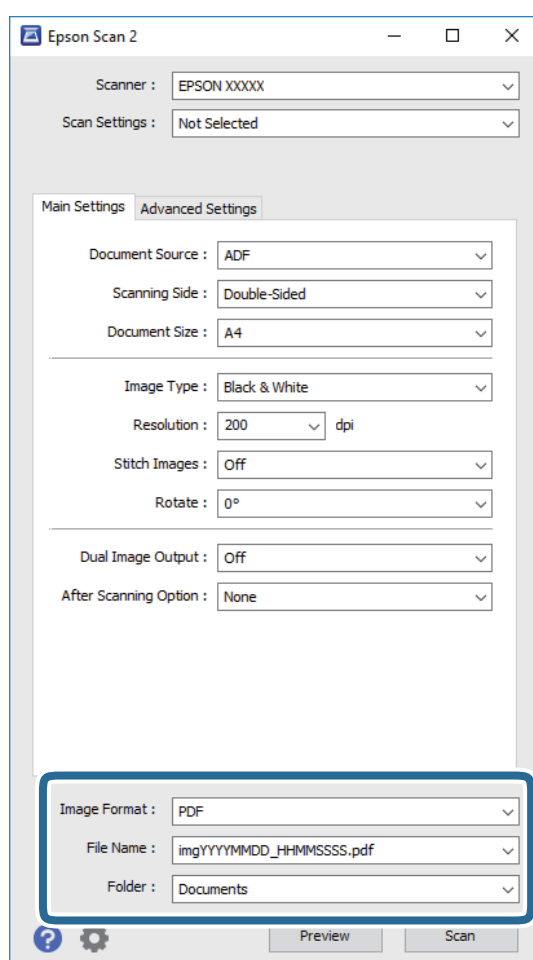 Epson Scan 2
Scanner : EPSON XXXXX
Scan Settings : Not Selected
Main Settings Advanced Settings
Document Source : ADF
Scanning Side : Double-Sided
Document Size : A4
Image Type : Black & White
Resolution : 200 dpi
Stitch Images : Off
Rotate : 0°
Dual Image Output : Off
After Scanning Option : None
Image Format : PDF
File Name : imgYYYYMMDD_HHMMSSSS.pdf
Folder : Documents
? Preview Scan